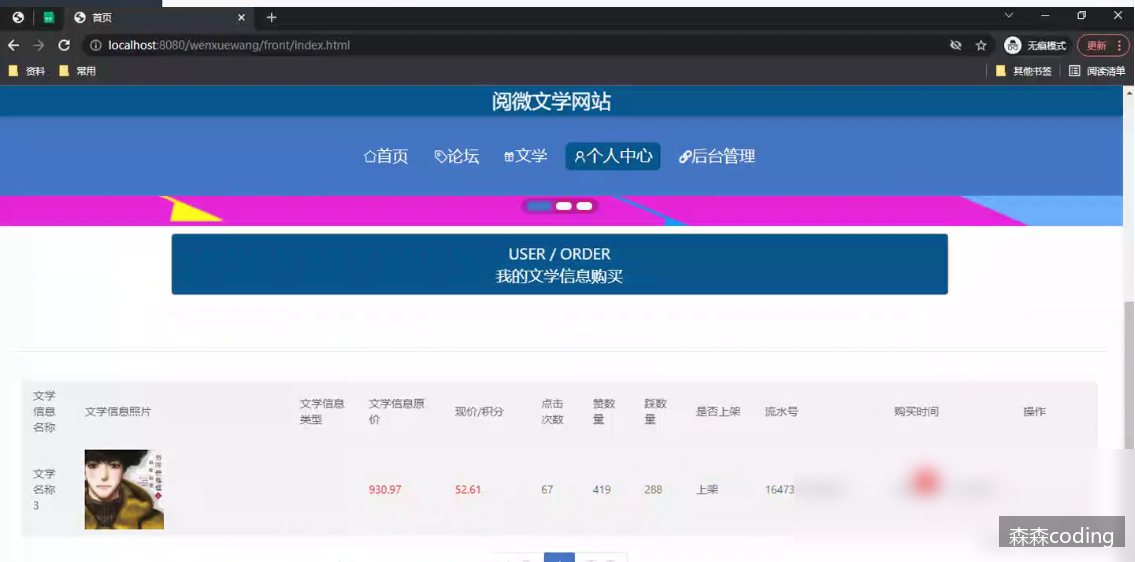 首页
localhost:8080/wenxuewang/front/index.html
无痕模式
更新
资料
常用
其他书签
阅读清单
阅微文学网站
首页 论坛 文学 个人中心 后台管理
USER / ORDER
我的文学信息购买
文学信息名称 文学信息照片 文学信息类型 文学信息原价 现价/积分 点击次数 赞数量 踩数量 是否上架 流水号 购买时间 操作
文学名称3 930.97 52.61 67 419 288 上架 16473
森森coding